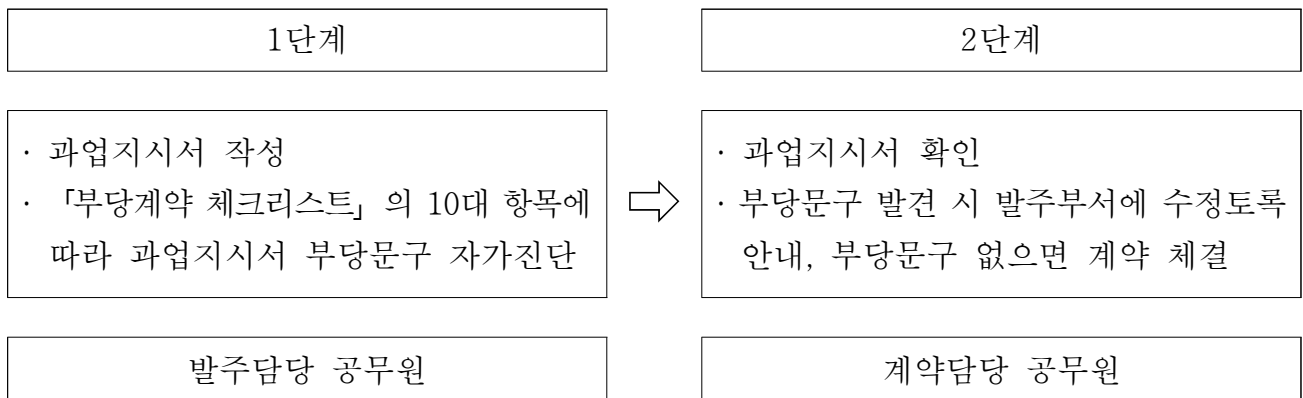 1단계
2단계
· 과업지시서 작성
· 「부당계약 체크리스트」의 10대 항목에
따라 과업지시서 부당문구 자가진단
· 과업지시서 확인
· 부당문구 발견 시 발주부서에 수정토록
안내, 부당문구 없으면 계약 체결
발주담당 공무원
계약담당 공무원